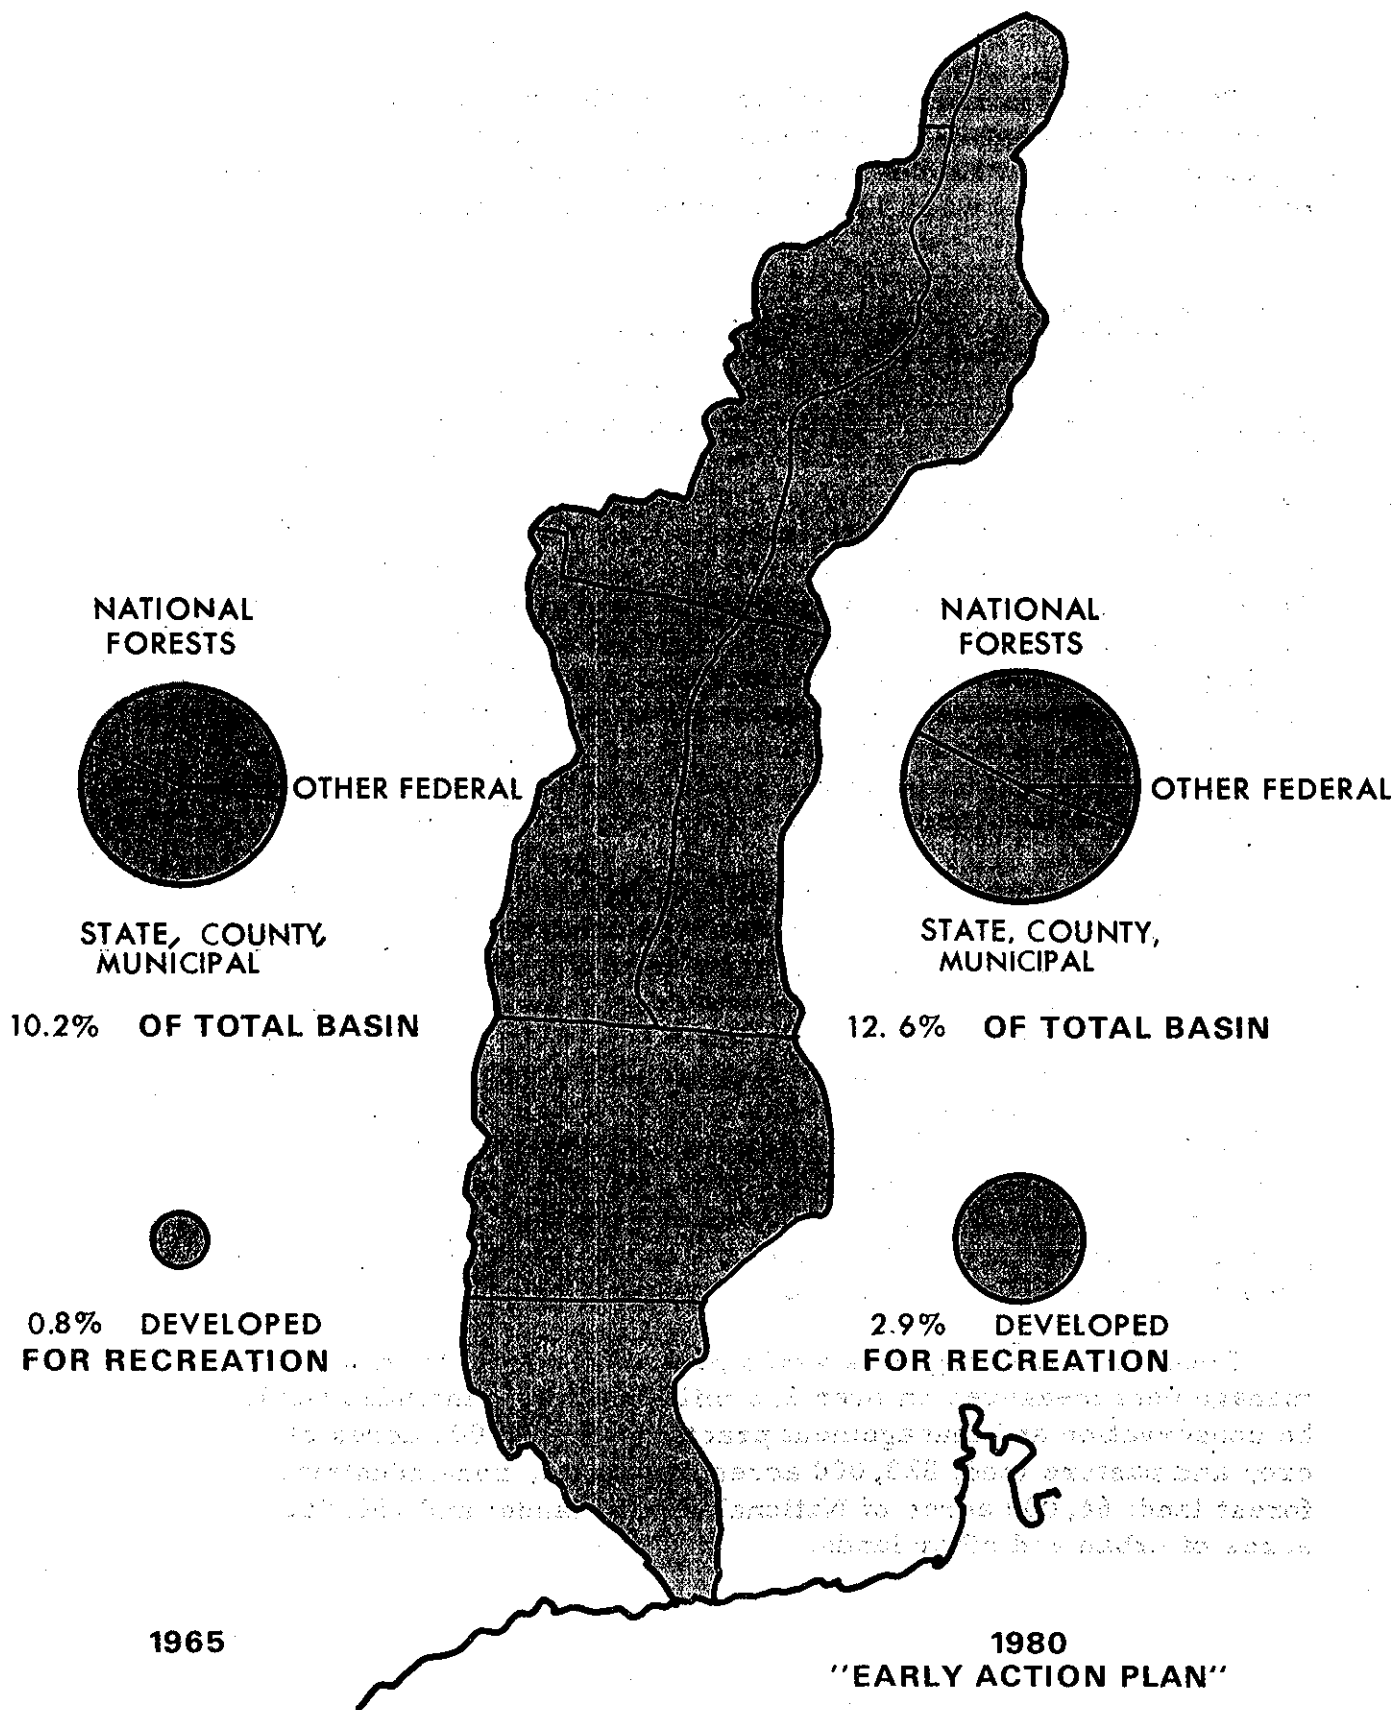 NATIONAL
FORESTS
OTHER FEDERAL
STATE, COUNTY,
MUNICIPAL
10.2% OF TOTAL BASIN
0.8% DEVELOPED
FOR RECREATION
1965
NATIONAL
FORESTS
OTHER FEDERAL
STATE, COUNTY,
MUNICIPAL
12.6% OF TOTAL BASIN
2.9% DEVELOPED
FOR RECREATION
1980
"EARLY ACTION PLAN"